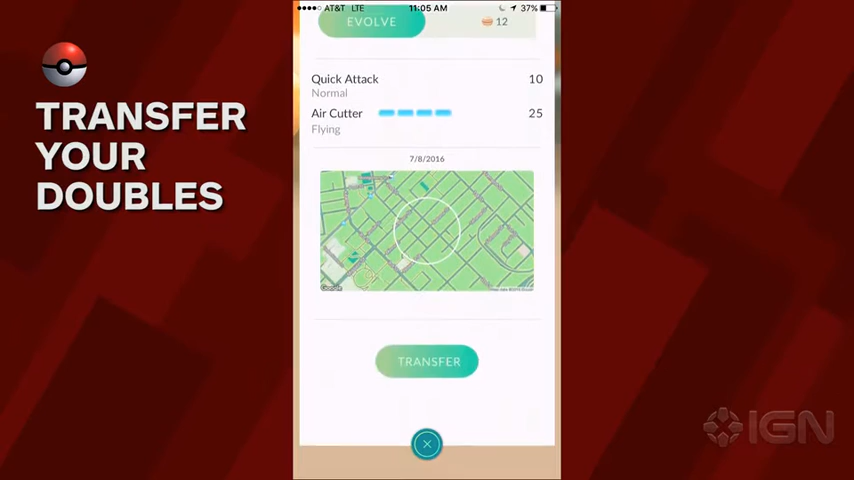 AT&T LTE 11:05 AM 37%
EVOLVE 12
TRANSFER
YOUR
DOUBLES
Quick Attack 10
Normal
Air Cutter 25
Flying
7/8/2016
Google
TRANSFER
IGN